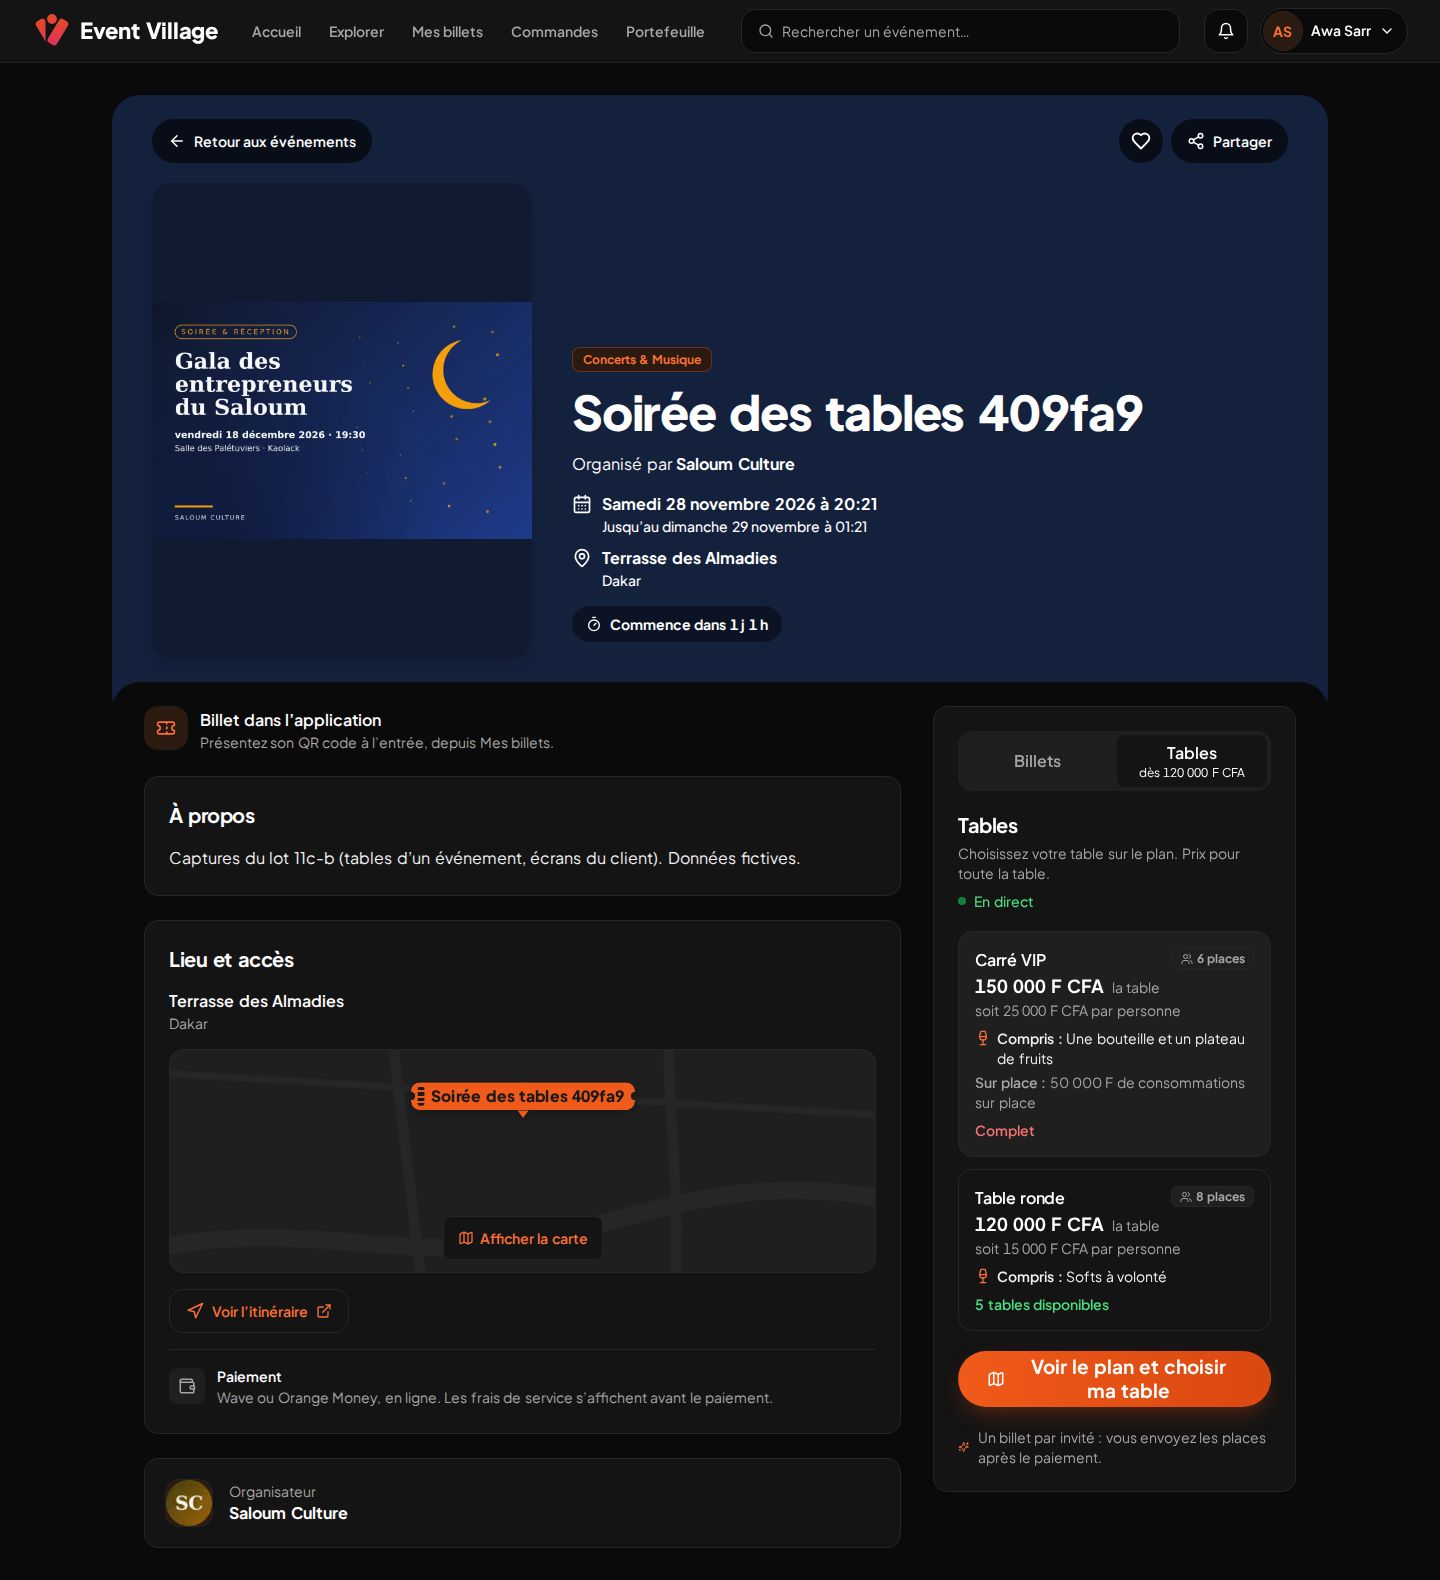 Event Village
Accueil
Explorer
Mes billets
Commandes
Portefeuille
Rechercher un événement…
AS
Awa Sarr
Retour aux événements
Partager
SOIRÉE & RÉCEPTION
Gala des
entrepreneurs
du Saloum
vendredi 18 décembre 2026 · 19:30
Salle des Palétuviers · Kaolack
SALOUM CULTURE
Concerts & Musique
Soirée des tables 409fa9
Organisé par Saloum Culture
Samedi 28 novembre 2026 à 20:21
Jusqu’au dimanche 29 novembre à 01:21
Terrasse des Almadies
Dakar
Commence dans 1 j 1 h
Billet dans l’application
Présentez son QR code à l’entrée, depuis Mes billets.
À propos
Captures du lot 11c-b (tables d’un événement, écrans du client). Données fictives.
Lieu et accès
Terrasse des Almadies
Dakar
Soirée des tables 409fa9
Afficher la carte
Voir l’itinéraire
Paiement
Wave ou Orange Money, en ligne. Les frais de service s’affichent avant le paiement.
SC
Organisateur
Saloum Culture
Billets
Tables
dès 120 000 F CFA
Tables
Choisissez votre table sur le plan. Prix pour
toute la table.
En direct
Carré VIP
6 places
150 000 F CFA la table
soit 25 000 F CFA par personne
Compris : Une bouteille et un plateau
de fruits
Sur place : 50 000 F de consommations
sur place
Complet
Table ronde
8 places
120 000 F CFA la table
soit 15 000 F CFA par personne
Compris : Softs à volonté
5 tables disponibles
Voir le plan et choisir
ma table
Un billet par invité : vous envoyez les places
après le paiement.